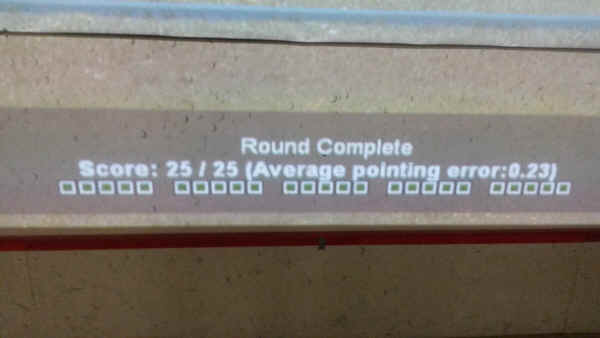 Round Complete
Score: 25 / 25 (Average pointing error:0.23)